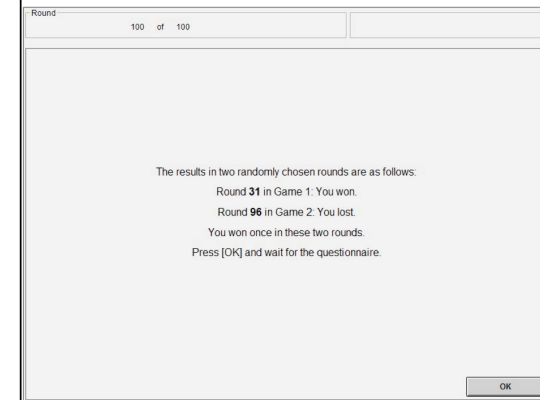 Round
100 of 100
The results in two randomly chosen rounds are as follows:
Round 31 in Game 1: You won.
Round 96 in Game 2: You lost.
You won once in these two rounds.
Press [OK] and wait for the questionnaire.
OK